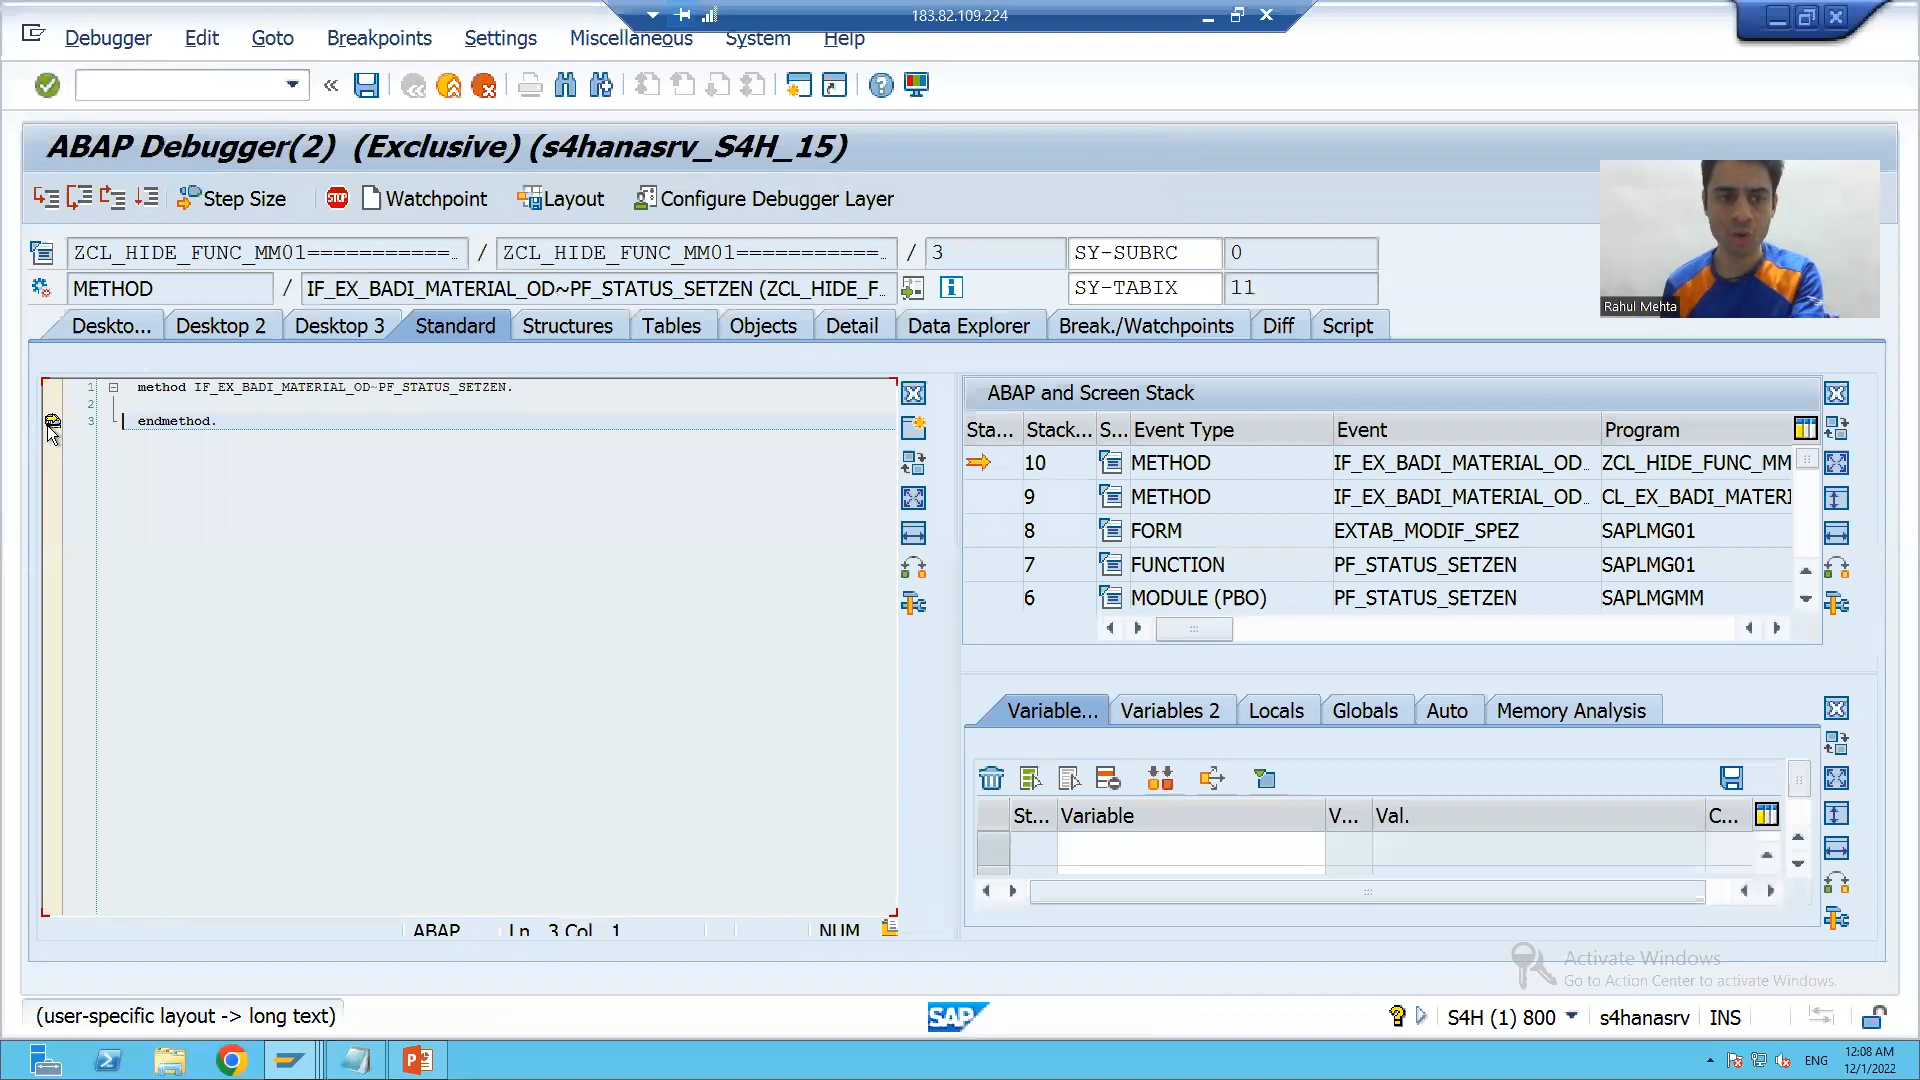 183.82.109.224
Debugger Edit Goto Breakpoints Settings Miscellaneous System Help
ABAP Debugger(2) (Exclusive) (s4hanasrv_S4H_15)
Step Size STOP Watchpoint Layout Configure Debugger Layer
ZCL_HIDE_FUNC_MM01===========… / ZCL_HIDE_FUNC_MM01===========… / 3 SY-SUBRC 0
METHOD / IF_EX_BADI_MATERIAL_OD~PF_STATUS_SETZEN (ZCL_HIDE_F… SY-TABIX 11
Deskto... Desktop 2 Desktop 3 Standard Structures Tables Objects Detail Data Explorer Break./Watchpoints Diff Script
1 method IF_EX_BADI_MATERIAL_OD~PF_STATUS_SETZEN.
2
3 endmethod.
ABAP Ln 3 Col 1 NUM
ABAP and Screen Stack
Sta... Stack... S... Event Type Event Program
10 METHOD IF_EX_BADI_MATERIAL_OD… ZCL_HIDE_FUNC_MM
9 METHOD IF_EX_BADI_MATERIAL_OD… CL_EX_BADI_MATERI
8 FORM EXTAB_MODIF_SPEZ SAPLMG01
7 FUNCTION PF_STATUS_SETZEN SAPLMG01
6 MODULE (PBO) PF_STATUS_SETZEN SAPLMGMM
Variable... Variables 2 Locals Globals Auto Memory Analysis
St... Variable V... Val. C...
Rahul Mehta
Activate Windows
Go to Action Center to activate Windows.
(user-specific layout -> long text)
SAP
S4H (1) 800 s4hanasrv INS
ENG
12:08 AM
12/1/2022